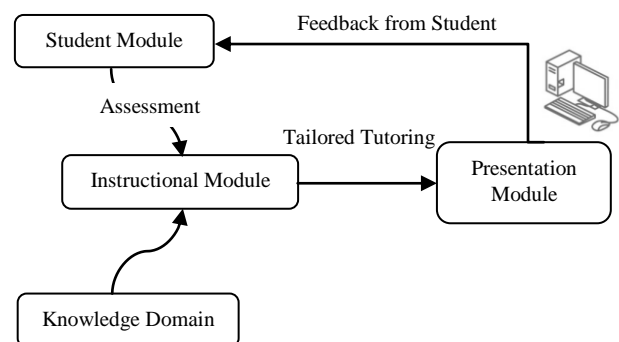 Feedback from Student
Student Module
Assessment
Tailored Tutoring
Instructional Module
Presentation
Module
Knowledge Domain